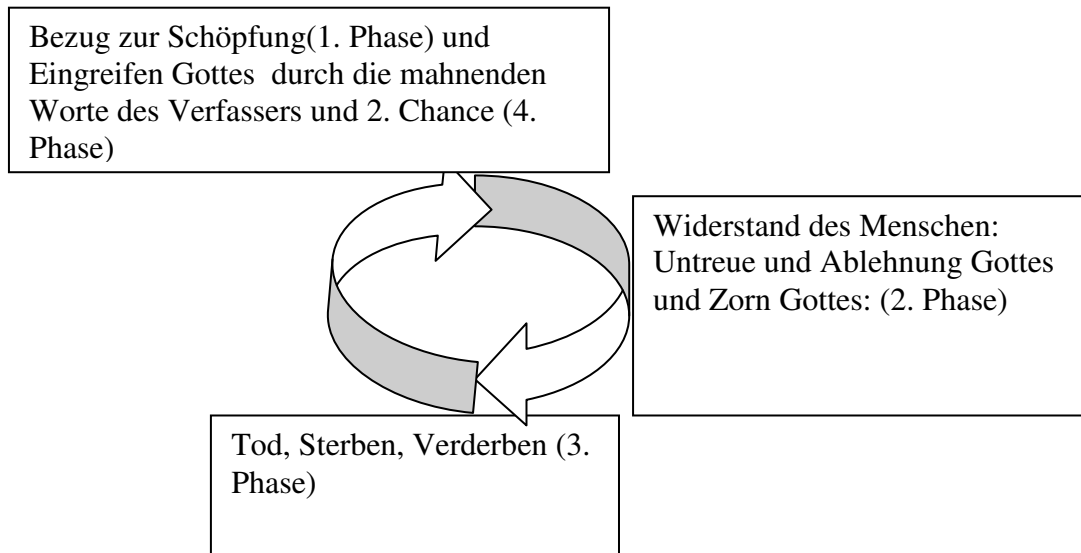 Bezug zur Schöpfung(1. Phase) und
Eingreifen Gottes  durch die mahnenden
Worte des Verfassers und 2. Chance (4.
Phase)
Widerstand des Menschen:
Untreue und Ablehnung Gottes
und Zorn Gottes: (2. Phase)
Tod, Sterben, Verderben (3.
Phase)